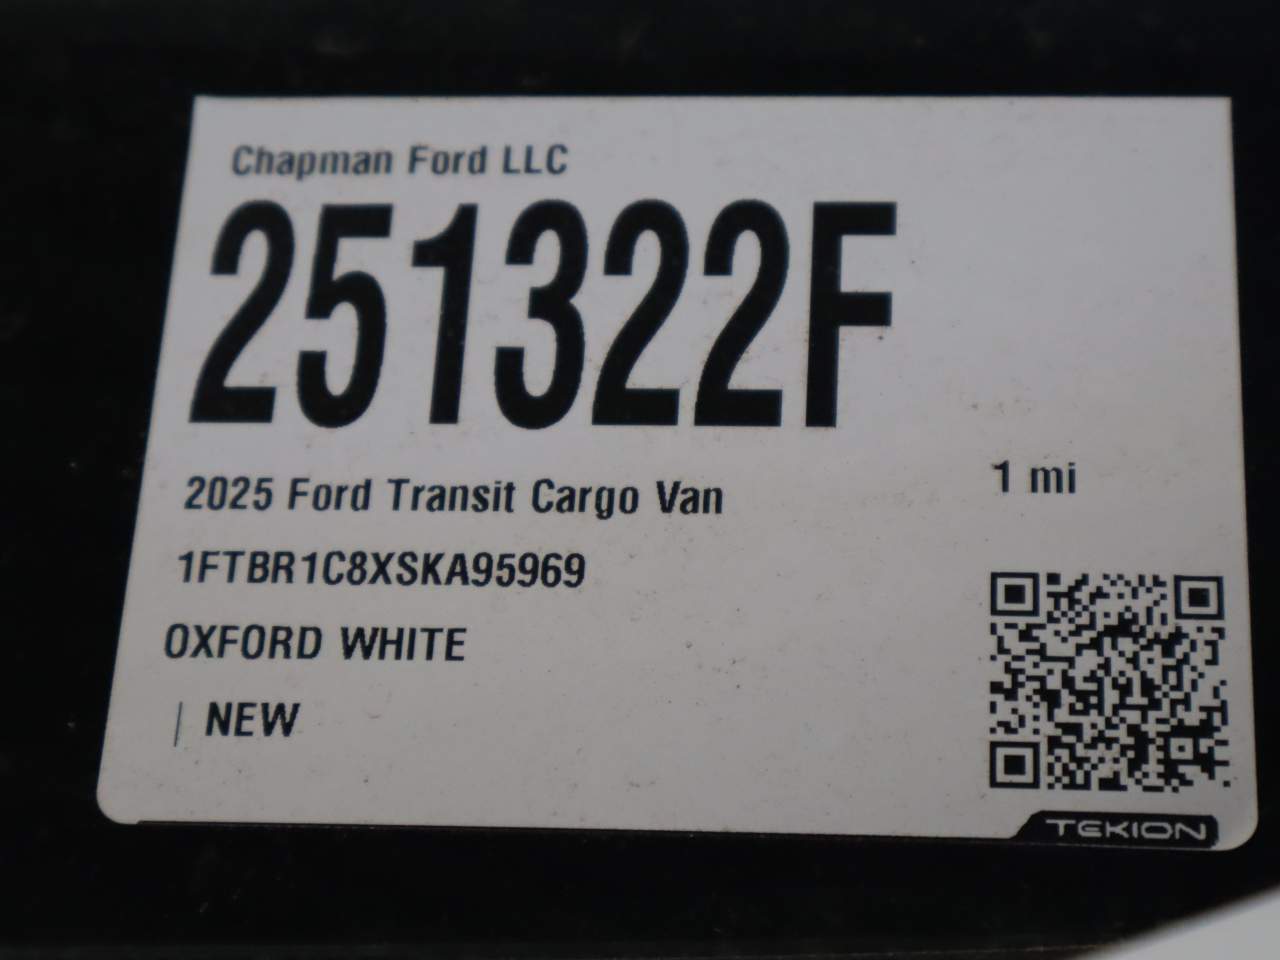 Chapman Ford LLC
251322F
2025 Ford Transit Cargo Van
1 mi
1FTBR1C8XSKA95969
OXFORD WHITE
| NEW
TEKION